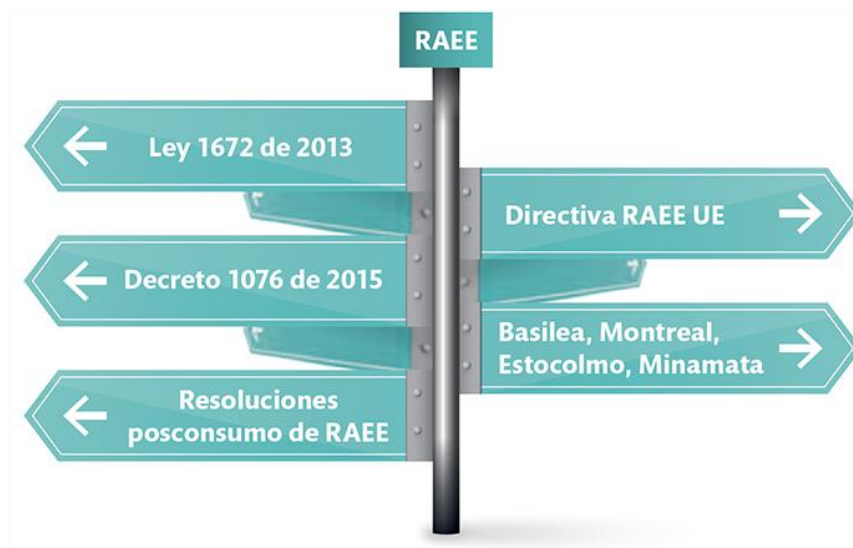 RAEE
Ley 1672 de 2013
Directiva RAEE UE
Decreto 1076 de 2015
Basilea, Montreal,
Estocolmo, Minamata
Resoluciones
posconsumo de RAEE